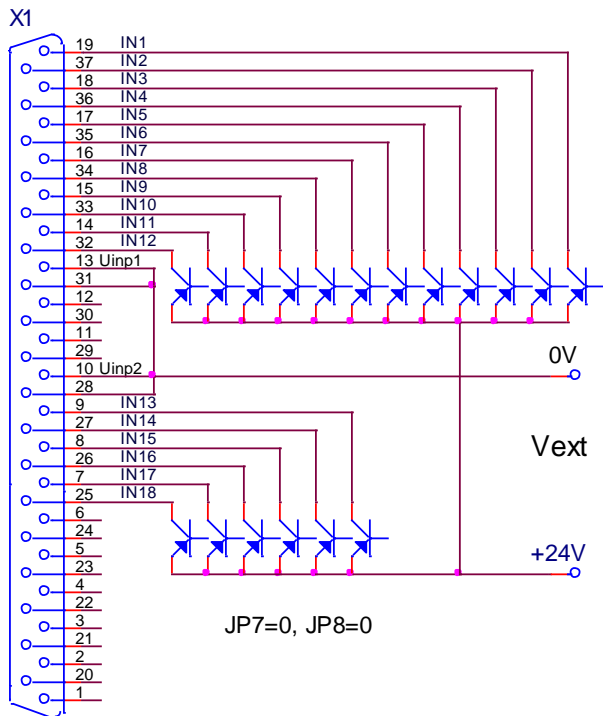 X1
19 IN1
37 IN2
18 IN3
36 IN4
17 IN5
35 IN6
16 IN7
34 IN8
15 IN9
33 IN10
14 IN11
32 IN12
13 Uinp1
31
12
30
11
29
10 Uinp2
0V
28
9 IN13
27 IN14
8 IN15
Vext
26 IN16
7 IN17
25 IN18
6
24
5
+24V
23
4
22
3
JP7=0, JP8=0
21
2
20
1